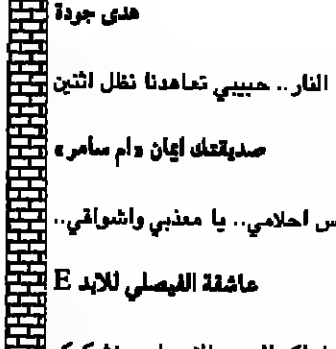 هدى جودة
النار .. حبيبي تعاهدنا نظل اثنين
صديقتك ايمان «ام سامر»
احلامي.. يا معذبي واشواقي..
عاشقة الفيصلي للابد E